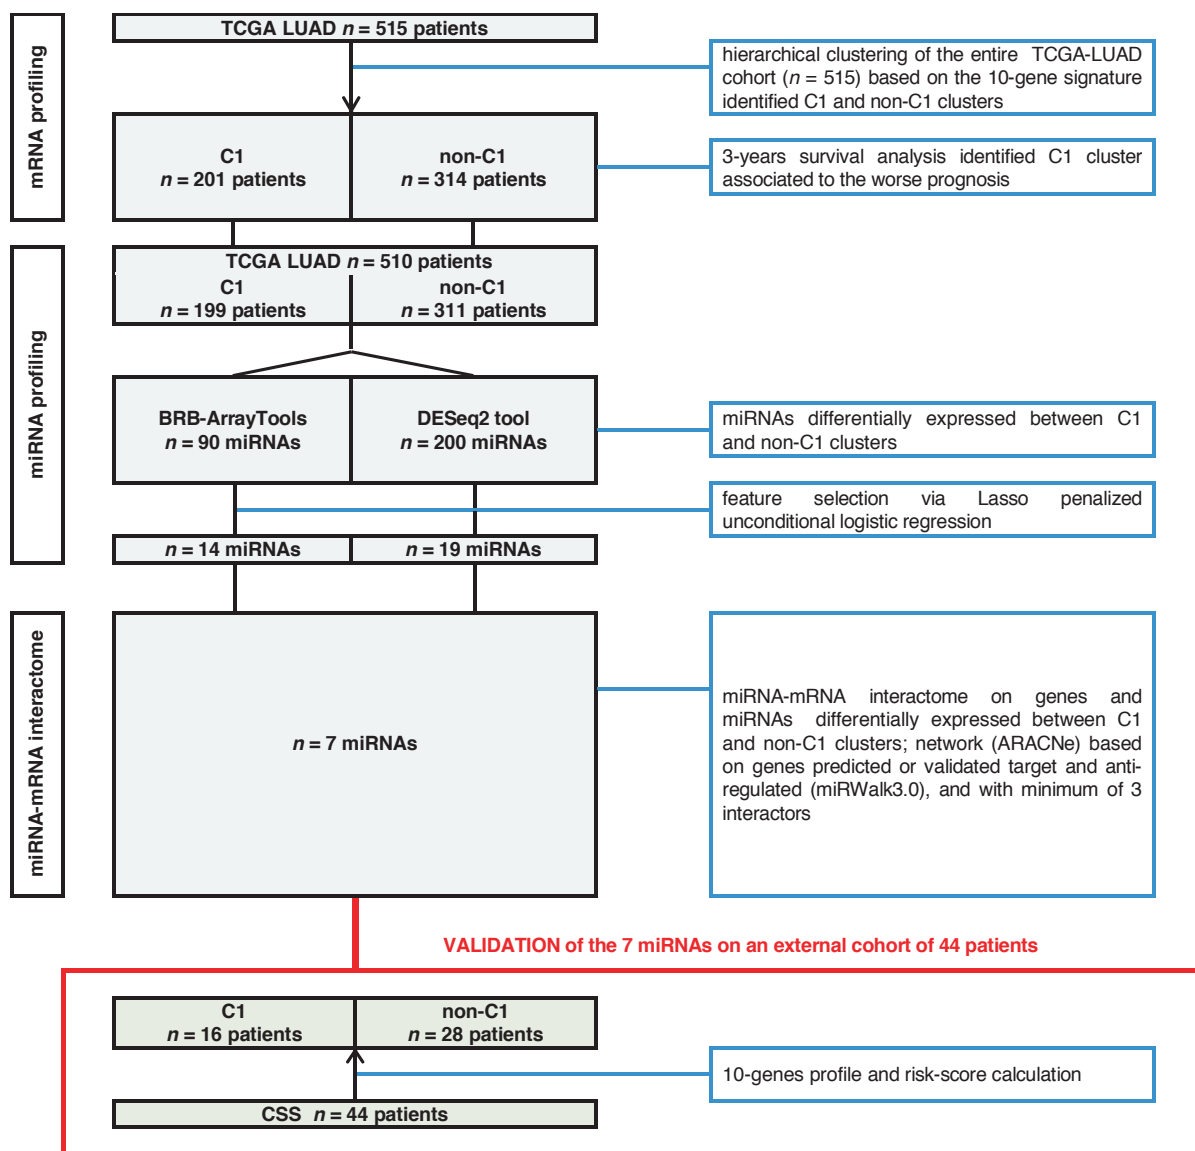 mRNA profiling
TCGA LUAD n = 515 patients
hierarchical clustering of the entire TCGA-LUAD
cohort (n = 515) based on the 10-gene signature
identified C1 and non-C1 clusters
C1
n = 201 patients
non-C1
n = 314 patients
3-years survival analysis identified C1 cluster
associated to the worse prognosis
miRNA profiling
TCGA LUAD n = 510 patients
C1
n = 199 patients
non-C1
n = 311 patients
BRB-ArrayTools
n = 90 miRNAs
DESeq2 tool
n = 200 miRNAs
miRNAs differentially expressed between C1
and non-C1 clusters
feature selection via Lasso penalized
unconditional logistic regression
n = 14 miRNAs
n = 19 miRNAs
miRNA-mRNA interactome
n = 7 miRNAs
miRNA-mRNA interactome on genes and
miRNAs differentially expressed between C1
and non-C1 clusters; network (ARACNe) based
on genes predicted or validated target and anti-
regulated (miRWalk3.0), and with minimum of 3
interactors
VALIDATION of the 7 miRNAs on an external cohort of 44 patients
C1
n = 16 patients
non-C1
n = 28 patients
10-genes profile and risk-score calculation
CSS n = 44 patients